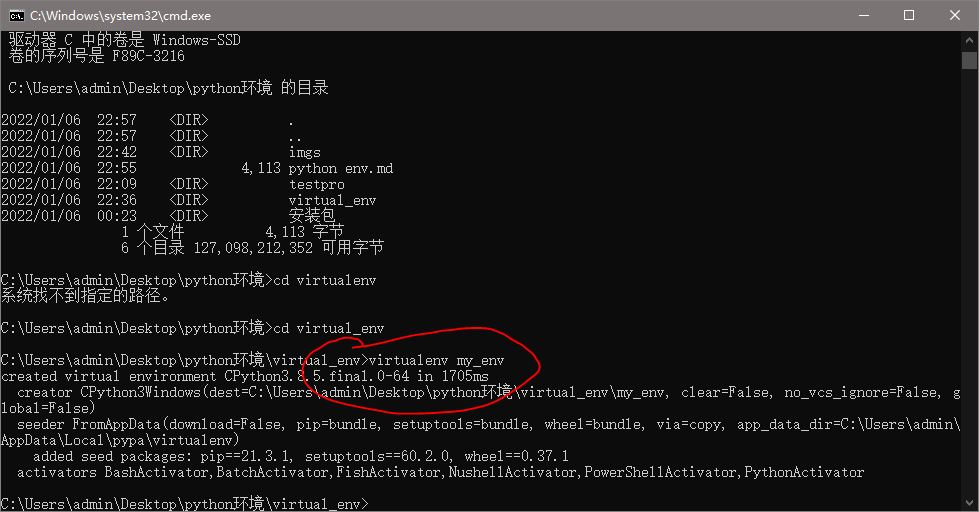 C:\Windows\system32\cmd.exe
驱动器 C 中的卷是 Windows-SSD
卷的序列号是 F89C-3216
C:\Users\admin\Desktop\python环境 的目录
2022/01/06  22:57    <DIR>          .
2022/01/06  22:57    <DIR>          ..
2022/01/06  22:42    <DIR>          imgs
2022/01/06  22:55             4,113 python env.md
2022/01/06  22:09    <DIR>          testpro
2022/01/06  22:36    <DIR>          virtual_env
2022/01/06  00:23    <DIR>          安装包
1 个文件          4,113 字节
6 个目录 127,098,212,352 可用字节
C:\Users\admin\Desktop\python环境>cd virtualenv
系统找不到指定的路径。
C:\Users\admin\Desktop\python环境>cd virtual_env
C:\Users\admin\Desktop\python环境\virtual_env>virtualenv my_env
created virtual environment CPython3.8.5.final.0-64 in 1705ms
creator CPython3Windows(dest=C:\Users\admin\Desktop\python环境\virtual_env\my_env, clear=False, no_vcs_ignore=False, g
lobal=False)
seeder FromAppData(download=False, pip=bundle, setuptools=bundle, wheel=bundle, via=copy, app_data_dir=C:\Users\admin\
AppData\Local\pypa\virtualenv)
added seed packages: pip==21.3.1, setuptools==60.2.0, wheel==0.37.1
activators BashActivator,BatchActivator,FishActivator,NushellActivator,PowerShellActivator,PythonActivator
C:\Users\admin\Desktop\python环境\virtual_env>